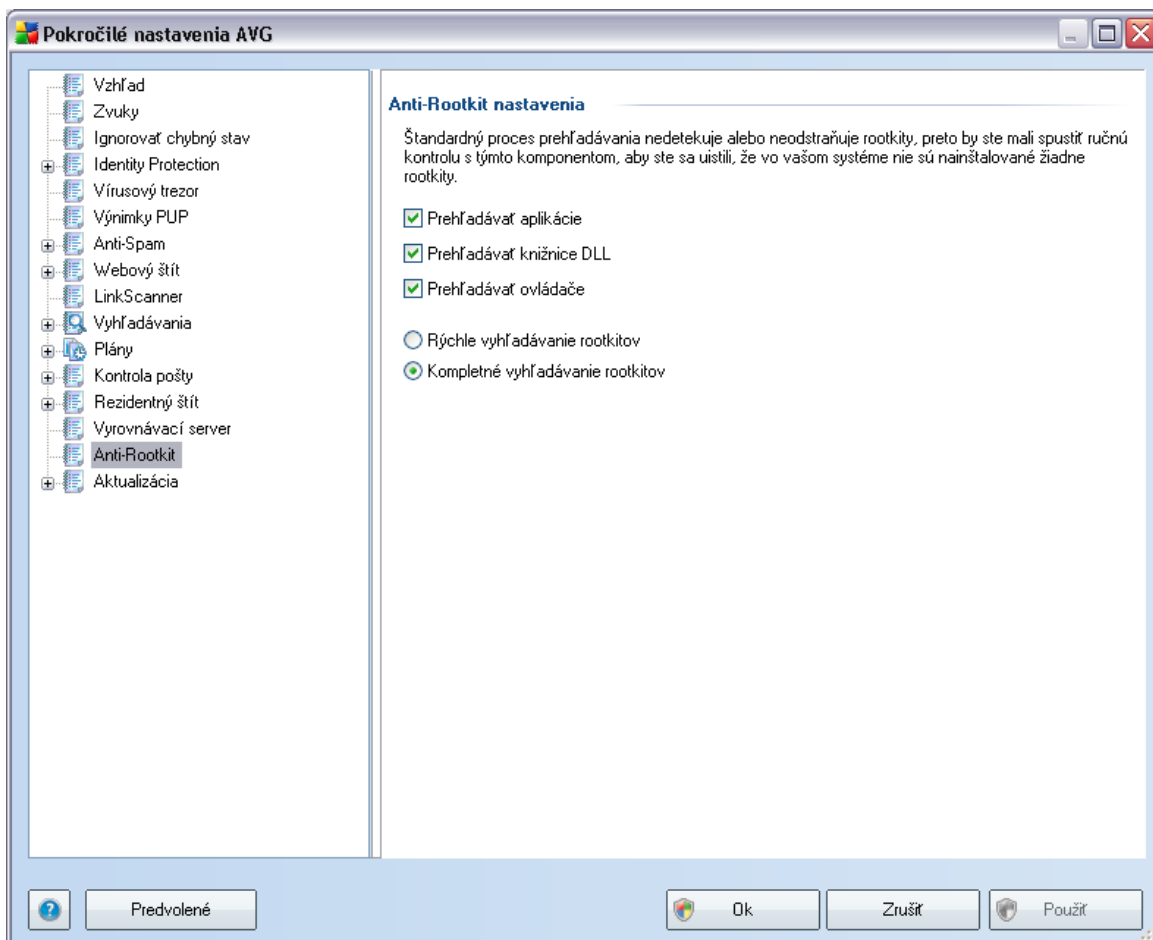 Pokročilé nastavenia AVG
Vzhľad
Zvuky
Ignorovať chybný stav
Identity Protection
Vírusový trezor
Výnimky PUP
Anti-Spam
Webový štít
LinkScanner
Vyhľadávania
Plány
Kontrola pošty
Rezidentný štít
Vyrovnávací server
Anti-Rootkit
Aktualizácia
Anti-Rootkit nastavenia
Štandardný proces prehľadávania nedetekuje alebo neodstraňuje rootkity, preto by ste mali spustiť ručnú
kontrolu s týmto komponentom, aby ste sa uistili, že vo vašom systéme nie sú nainštalované žiadne
rootkity.
Prehľadávať aplikácie
Prehľadávať knižnice DLL
Prehľadávať ovládače
Rýchle vyhľadávanie rootkitov
Kompletné vyhľadávanie rootkitov
Predvolené
Ok
Zrušiť
Použiť